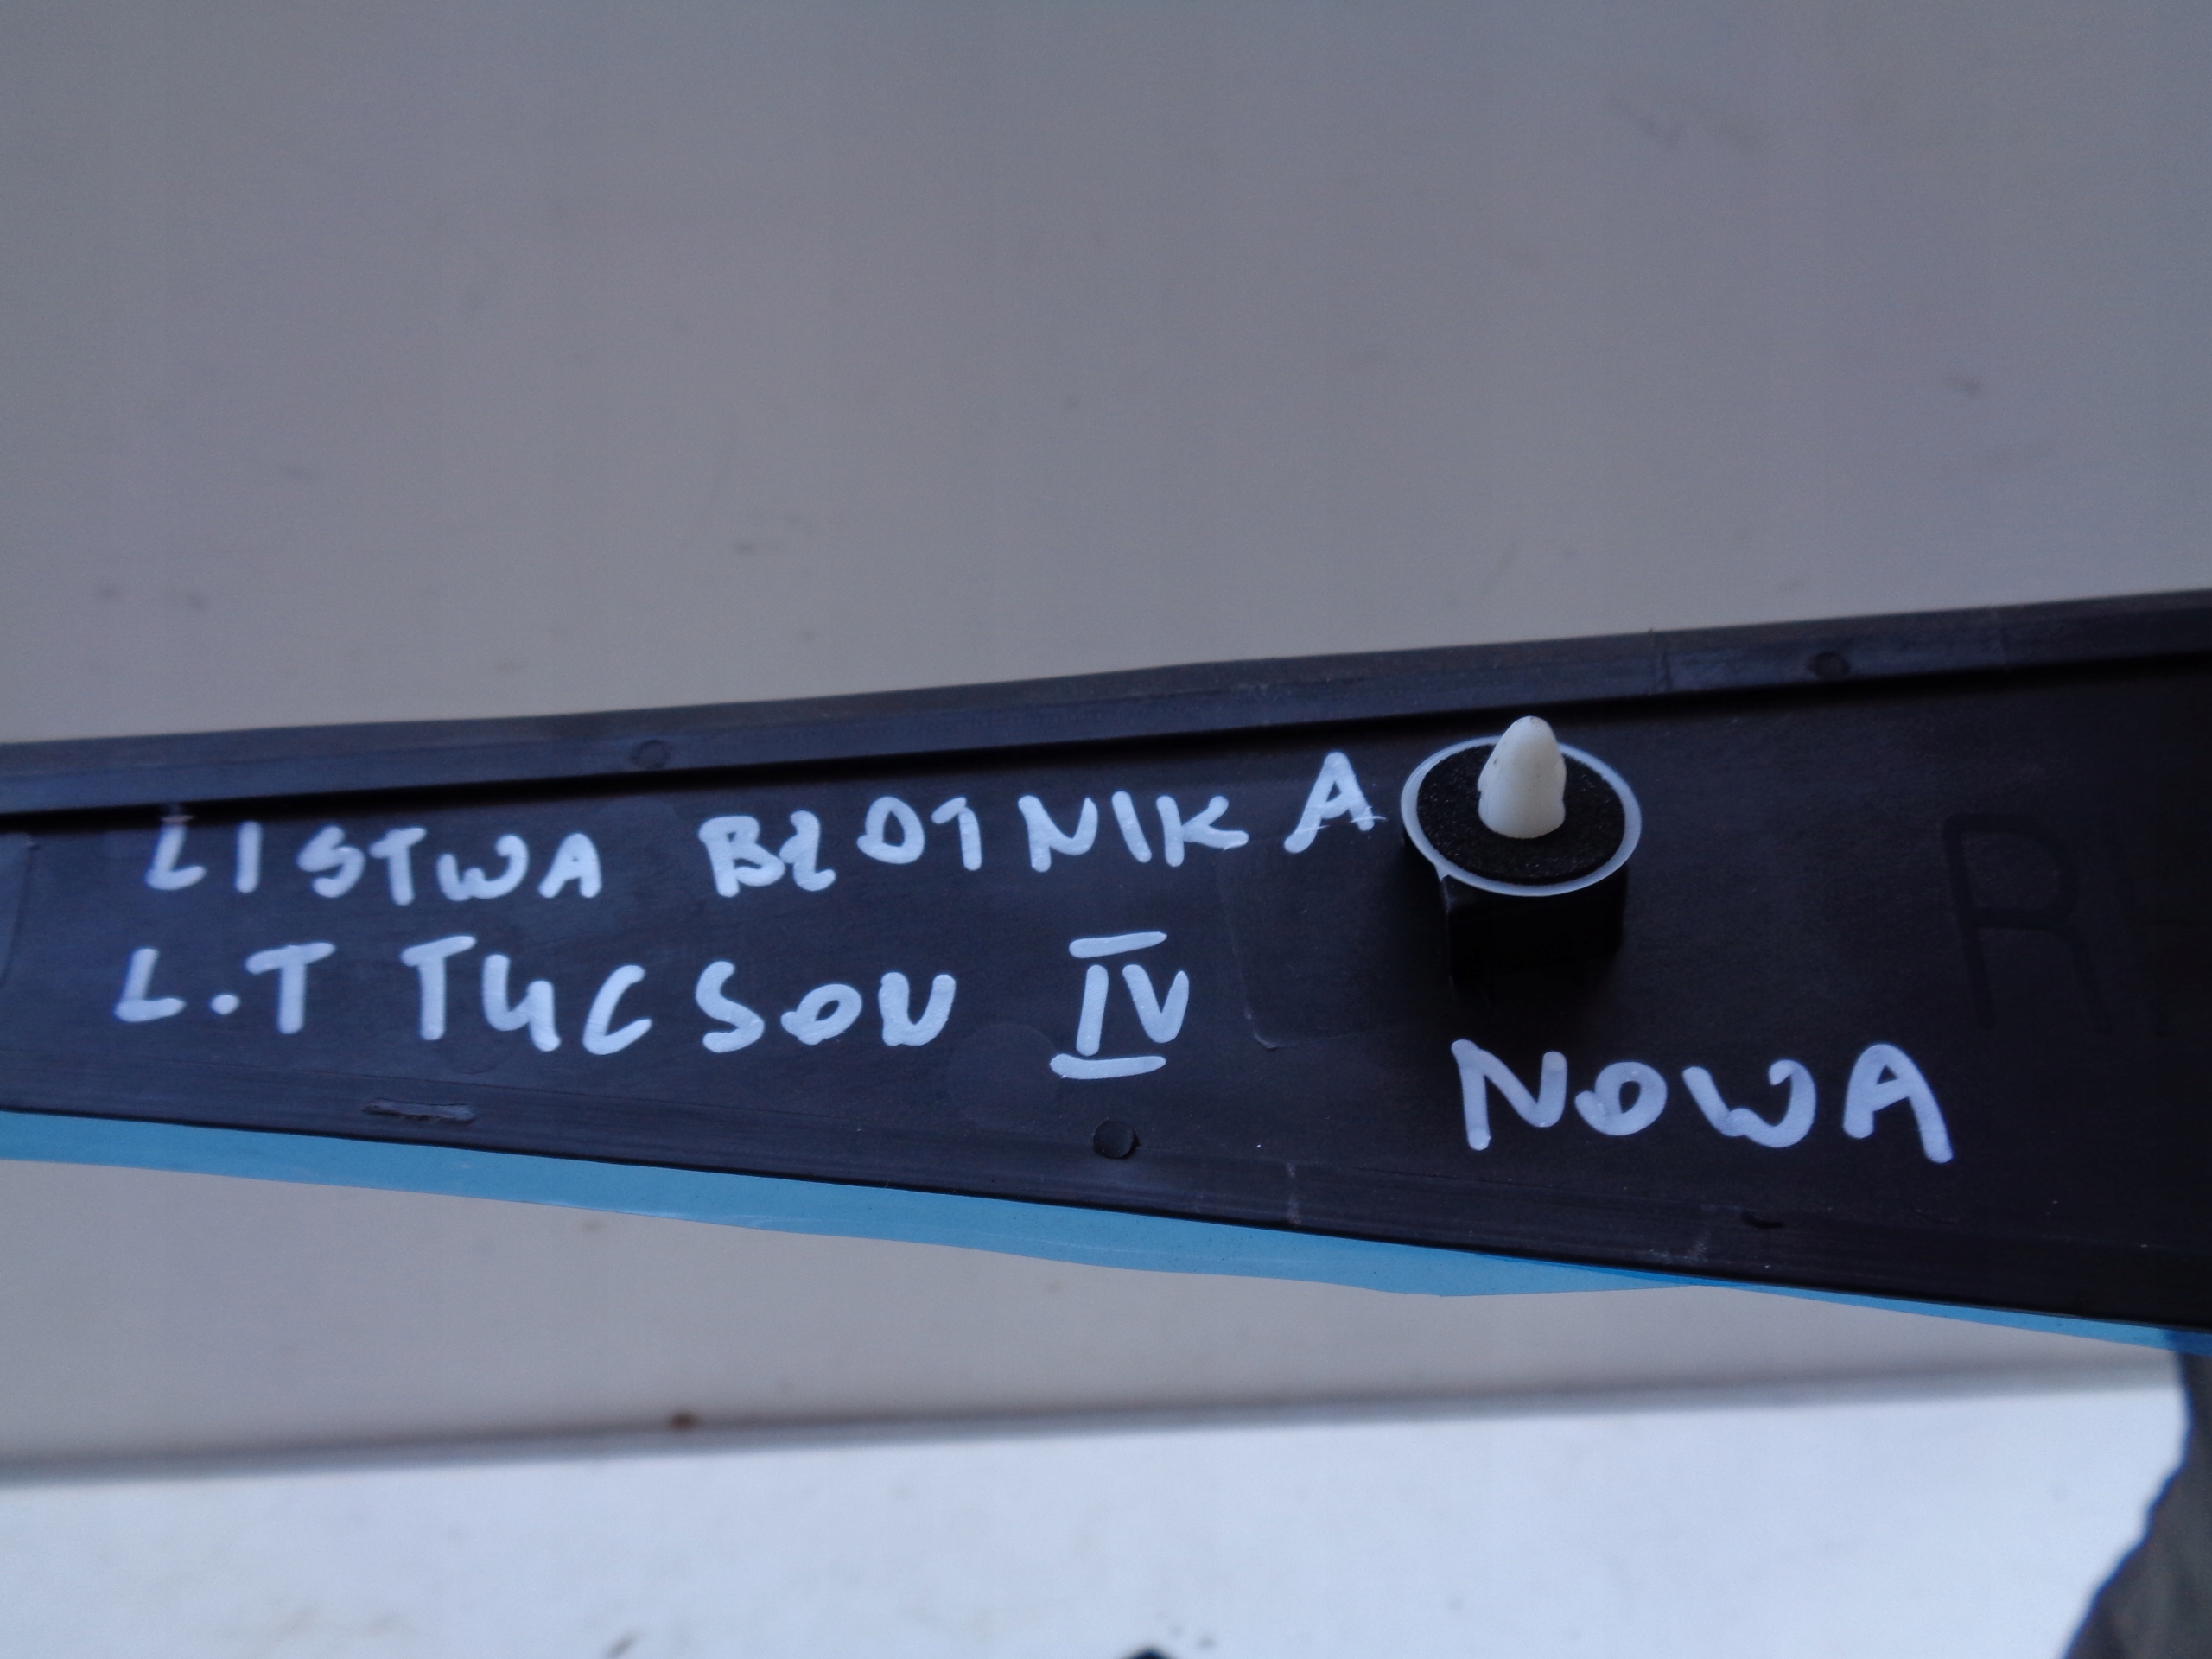 LISTWA BŁOTNIKA
L.T TUCSON IV
NOWA